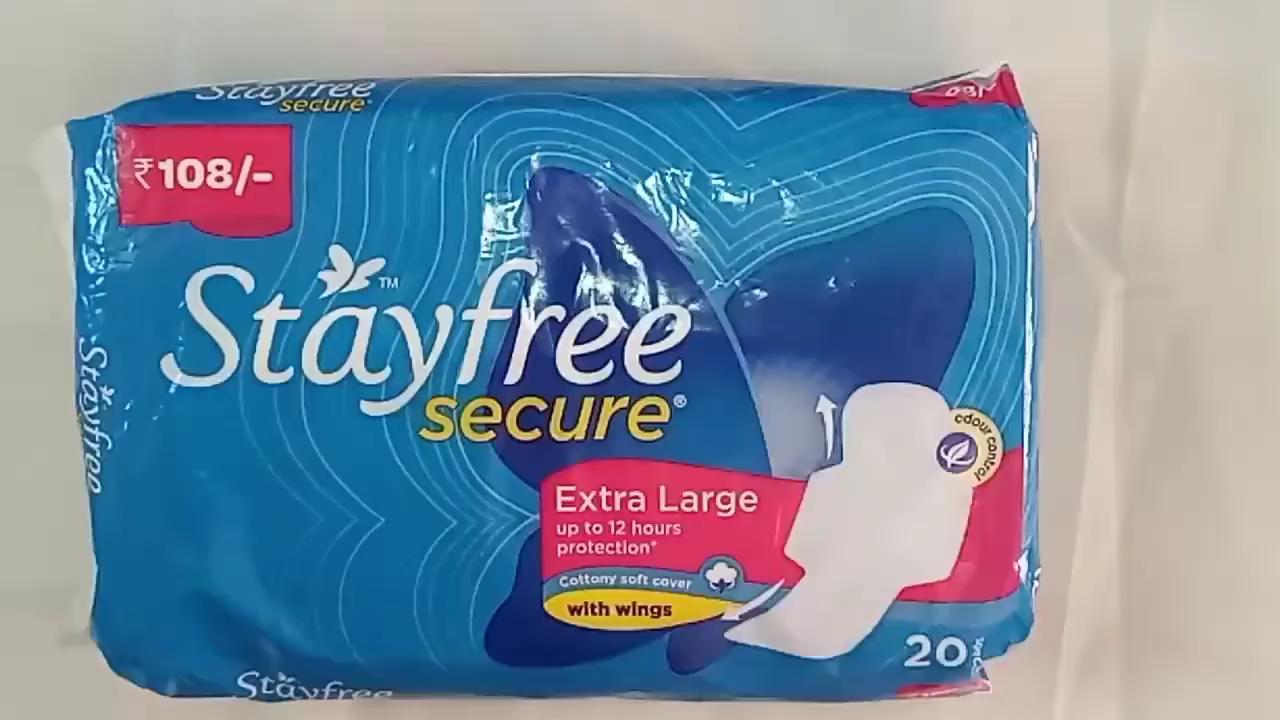 Stayfree
secure®
₹108/-
Stayfree™
secure®
Stayfree
odour control
Extra Large
up to 12 hours
protection*
Cottony soft cover
with wings
20
Stayfree